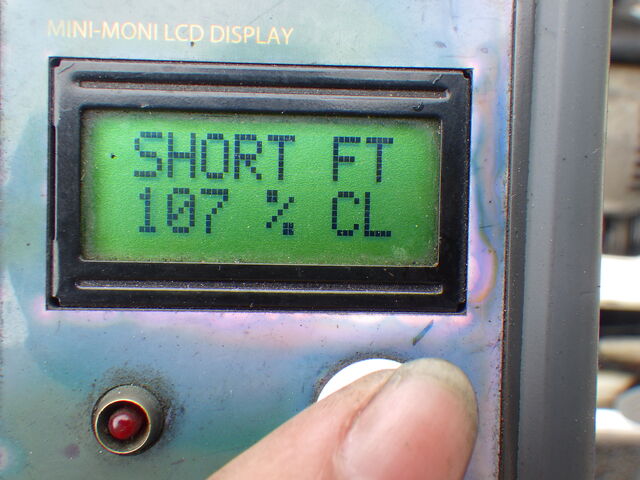 MINI-MONI LCD DISPLAY
SHORT FT
107 % CL